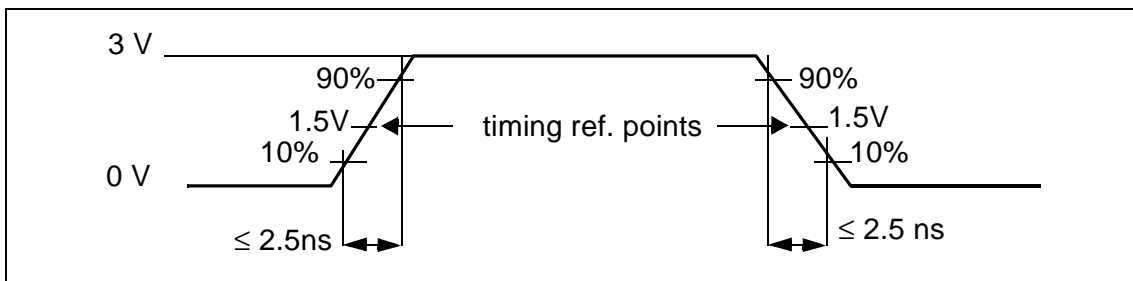 3 V
90%
90%
1.5V
timing ref. points
1.5V
10%
10%
0 V
≤ 2.5ns
≤ 2.5 ns